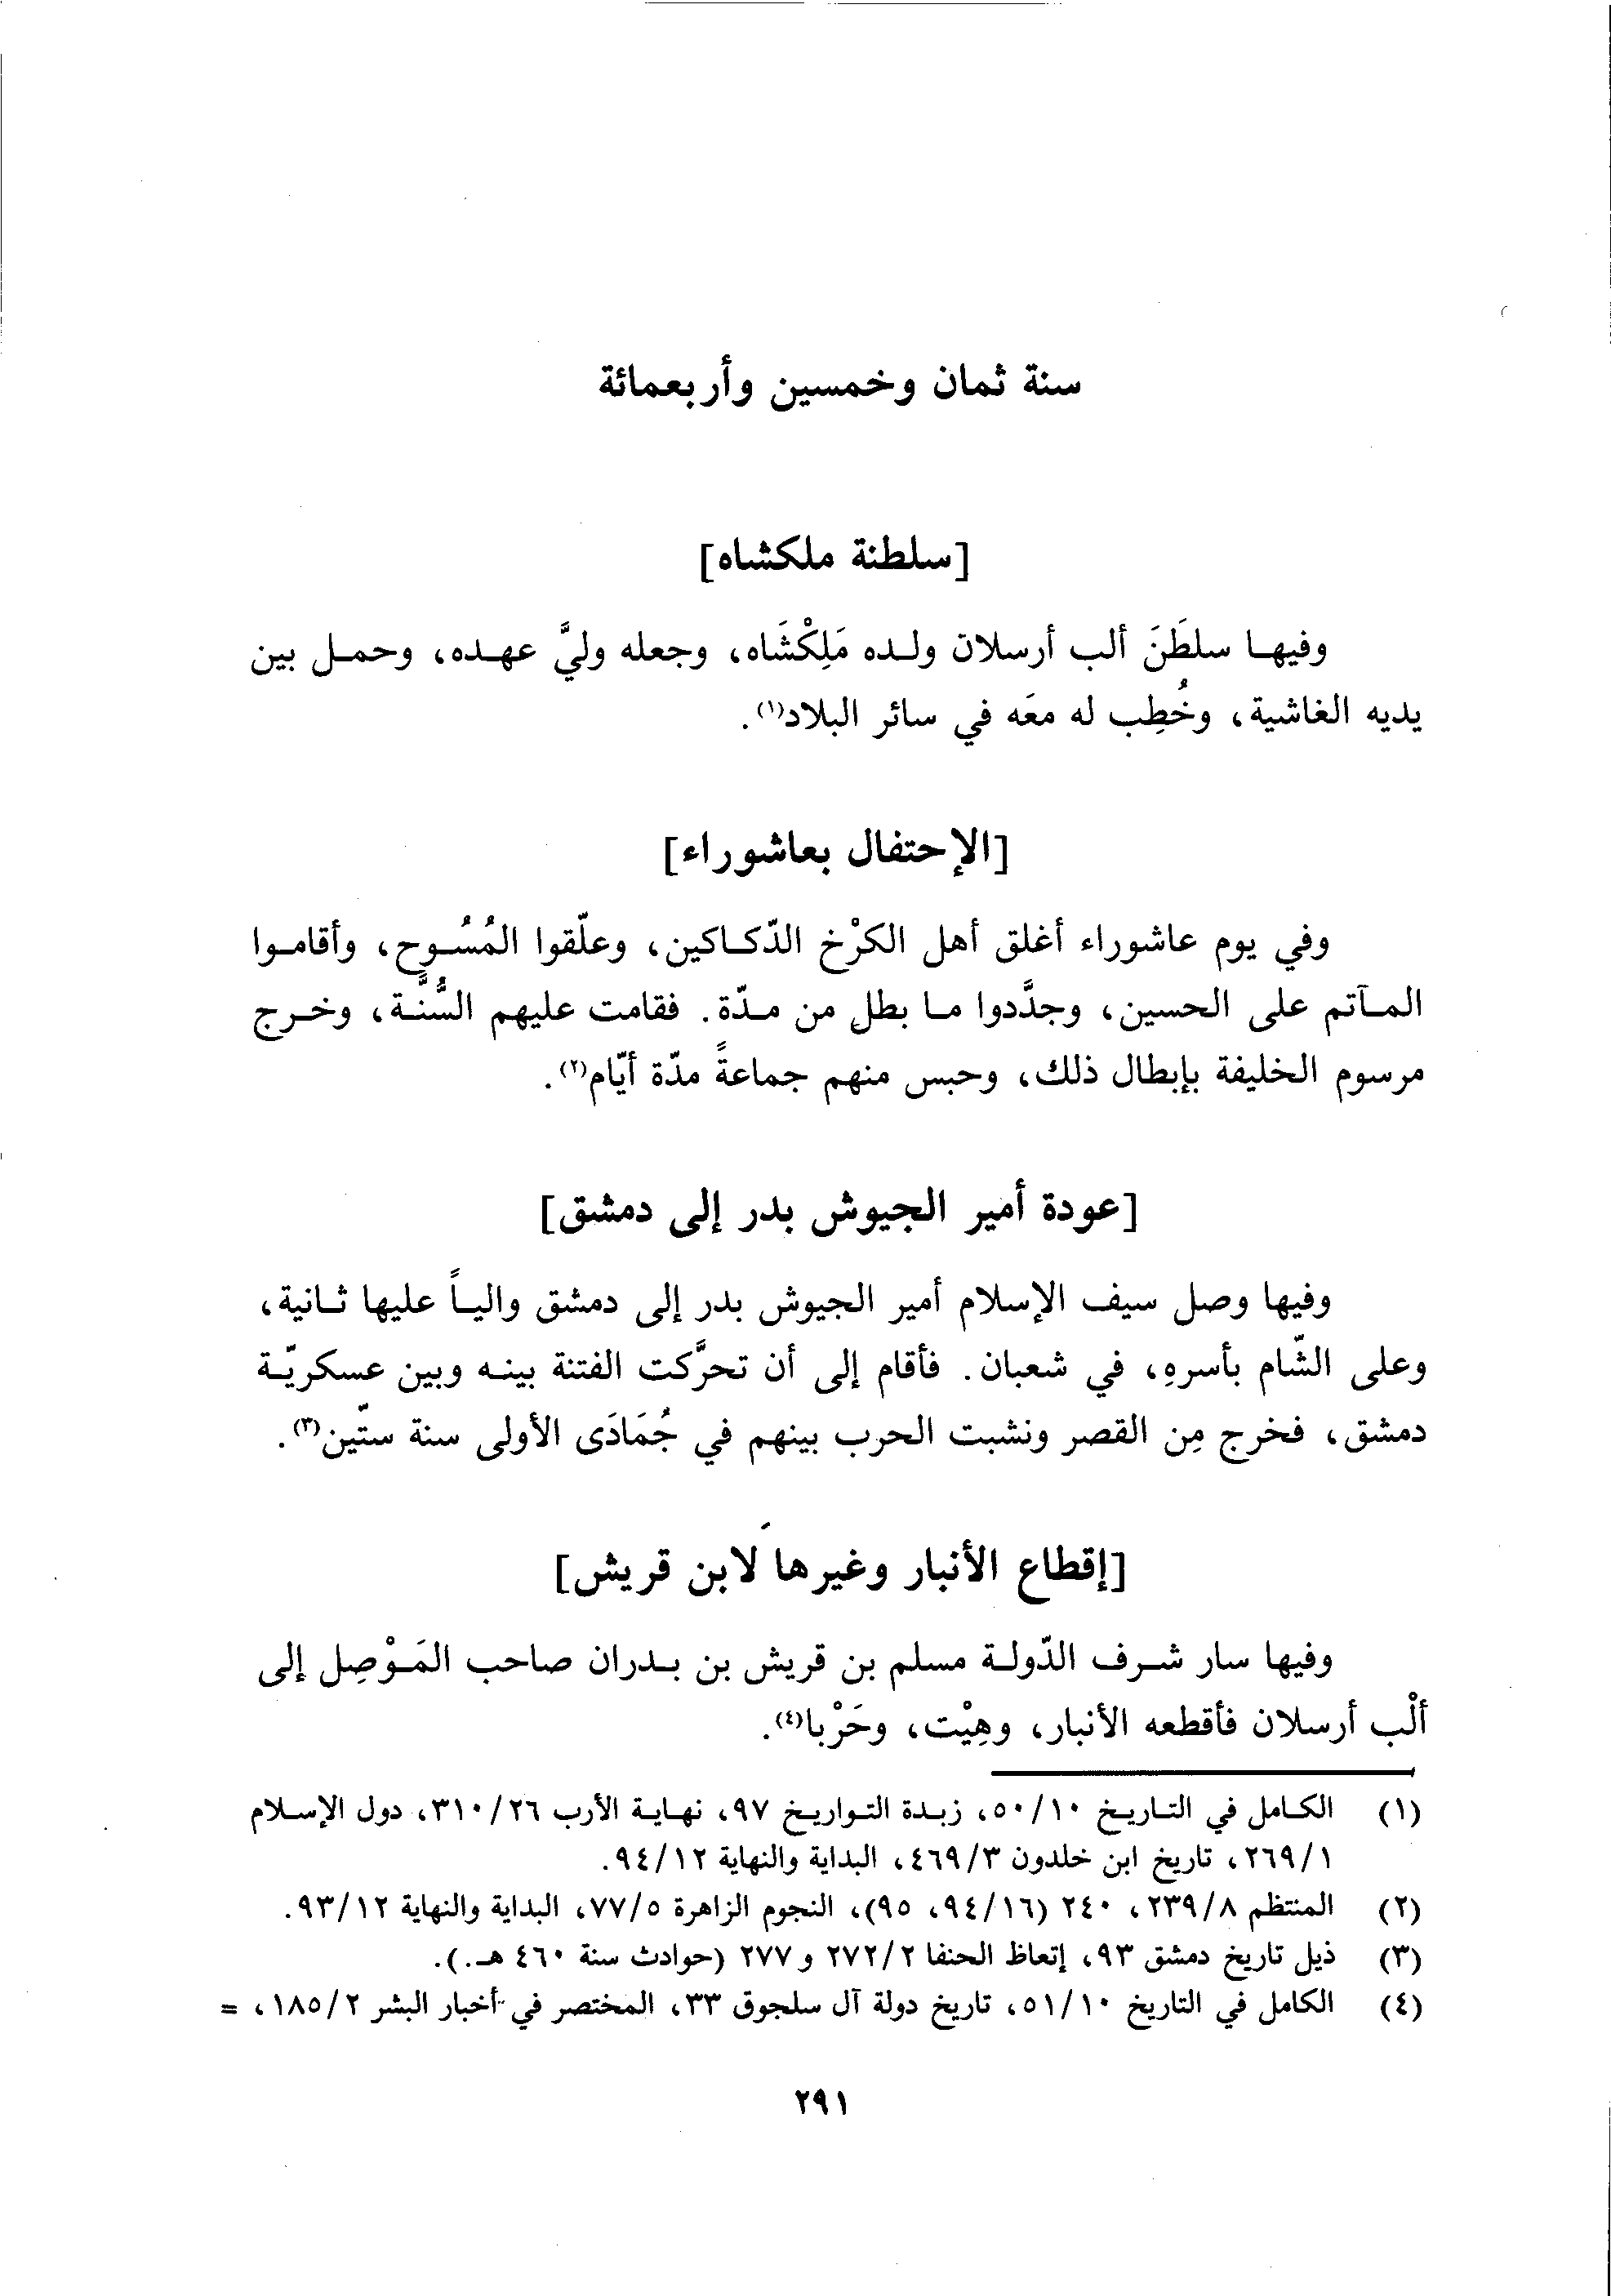 سنة ثمان وخمسين وأربعمائة
[سلطنة ملكشاه]
وفيها سلطَنَ ألب أرسلان ولده مَلِكْشَاه، وجعله وليَّ عهده، وحمل بين
يديه الغاشية، وخُطِب له معَه في سائر البلاد(١).
[الإحتفال بعاشوراء]
وفي يوم عاشوراء أغلق أهل الكرْخ الدّكاكين، وعلّقوا المُسُوح، وأقاموا
المآتم على الحسين، وجدَّدوا ما بطل من مدّة. فقامت عليهم السُّنَّة، وخرج
مرسوم الخليفة بإبطال ذلك، وحبس منهم جماعةً مدّة أيّام(٢).
[عودة أمير الجيوش بدر إلى دمشق]
وفيها وصل سيف الإسلام أمير الجيوش بدر إلى دمشق والياً عليها ثانية،
وعلى الشّام بأسرهِ، في شعبان. فأقام إلى أن تحرَّكت الفتنة بينه وبين عسكريّة
دمشق، فخرج مِن القصر ونشبت الحرب بينهم في جُمَادَى الأولى سنة ستّين(٣).
[إقطاع الأنبار وغيرها لابن قريش]
وفيها سار شرف الدّولة مسلم بن قريش بن بدران صاحب المَوْصِل إلى
ألْب أرسلان فأقطعه الأنبار، وهِيْت، وحَرْبا(٤).
(١) الكامل في التاريخ ٥٠/١٠، زبدة التواريخ ٩٧، نهاية الأرب ٣١٠/٢٦، دول الإسلام
٢٦٩/١، تاريخ ابن خلدون ٤٦٩/٣، البداية والنهاية ٩٤/١٢.
(٢) المنتظم ٢٣٩/٨، ٢٤٠ (٩٤/١٦، ٩٥)، النجوم الزاهرة ٧٧/٥، البداية والنهاية ٩٣/١٢.
(٣) ذيل تاريخ دمشق ٩٣، إتعاظ الحنفا ٢٧٢/٢ و ٢٧٧ (حوادث سنة ٤٦٠ هـ.).
(٤) الكامل في التاريخ ٥١/١٠، تاريخ دولة آل سلجوق ٣٣، المختصر في أخبار البشر ١٨٥/٢، =
٢٩١